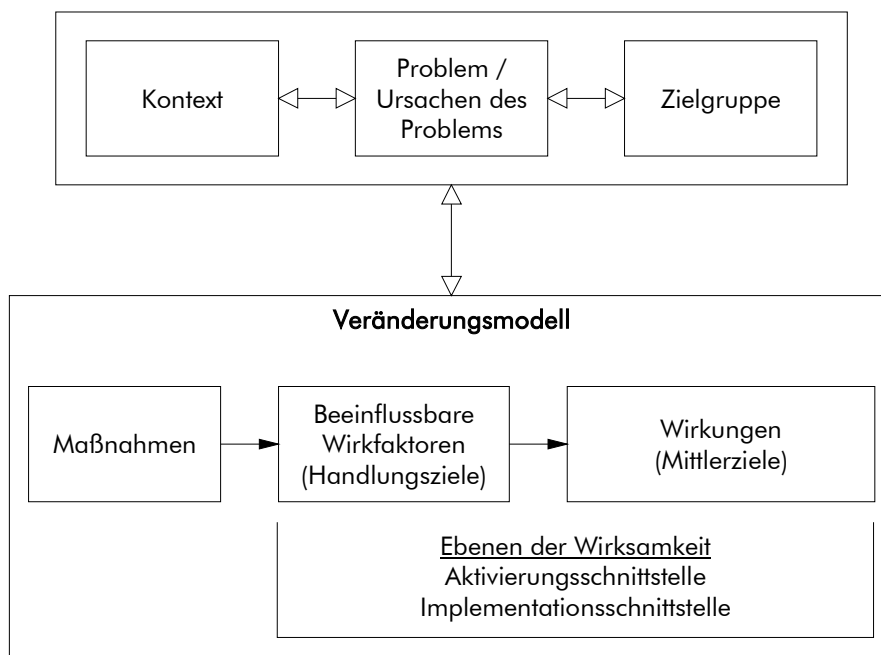 Kontext
Problem /
Ursachen des
Problems
Zielgruppe
Veränderungsmodell
Maßnahmen
Beeinflussbare
Wirkfaktoren
(Handlungsziele)
Wirkungen
(Mittlerziele)
Ebenen der Wirksamkeit
Aktivierungsschnittstelle
Implementationsschnittstelle